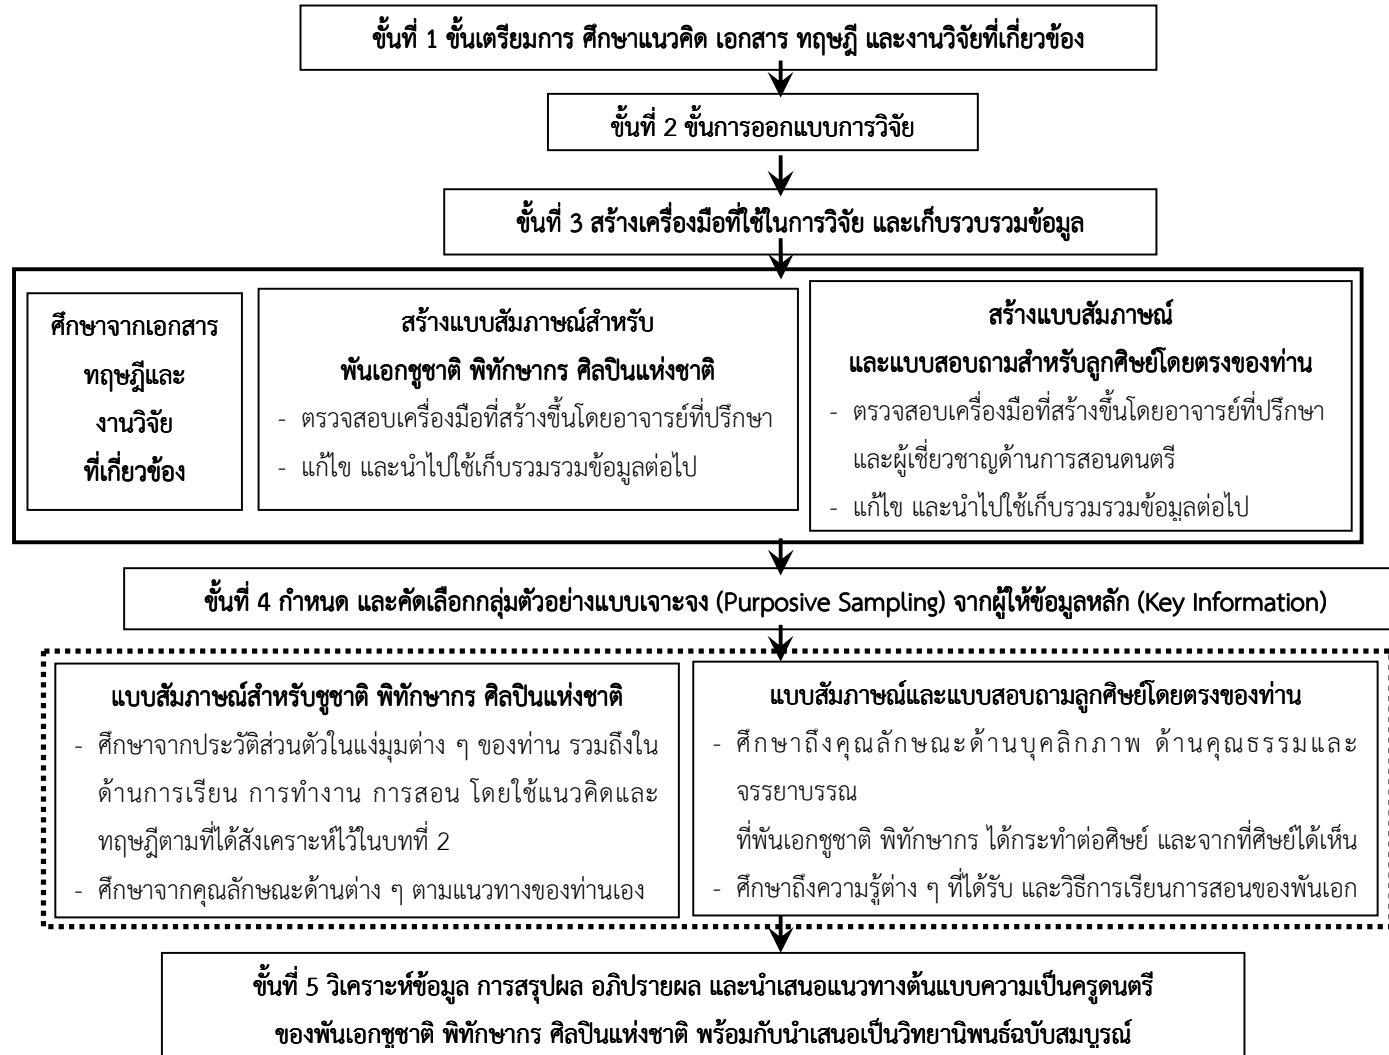 ขั้นที่ 1 ขั้นเตรียมการ ศึกษาแนวคิด เอกสาร ทฤษฎี และงานวิจัยที่เกี่ยวข้อง
ขั้นที่ 2 ขั้นการออกแบบการวิจัย
ขั้นที่ 3 สร้างเครื่องมือที่ใช้ในการวิจัย และเก็บรวบรวมข้อมูล
ศึกษาจากเอกสาร
ทฤษฎีและ
งานวิจัย
ที่เกี่ยวข้อง
สร้างแบบสัมภาษณ์สำหรับ
พันเอกชูชาติ พิทักษากร ศิลปินแห่งชาติ
- ตรวจสอบเครื่องมือที่สร้างขึ้นโดยอาจารย์ที่ปรึกษา
- แก้ไข และนำไปใช้เก็บรวมรวมข้อมูลต่อไป
สร้างแบบสัมภาษณ์
และแบบสอบถามสำหรับลูกศิษย์โดยตรงของท่าน
- ตรวจสอบเครื่องมือที่สร้างขึ้นโดยอาจารย์ที่ปรึกษา
และผู้เชี่ยวชาญด้านการสอนดนตรี
- แก้ไข และนำไปใช้เก็บรวมรวมข้อมูลต่อไป
ขั้นที่ 4 กำหนด และคัดเลือกกลุ่มตัวอย่างแบบเจาะจง (Purposive Sampling) จากผู้ให้ข้อมูลหลัก (Key Information)
แบบสัมภาษณ์สำหรับชูชาติ พิทักษากร ศิลปินแห่งชาติ
- ศึกษาจากประวัติส่วนตัวในแง่มุมต่าง ๆ ของท่าน รวมถึงใน
ด้านการเรียน การทำงาน การสอน โดยใช้แนวคิดและ
ทฤษฎีตามที่ได้สังเคราะห์ไว้ในบทที่ 2
- ศึกษาจากคุณลักษณะด้านต่าง ๆ ตามแนวทางของท่านเอง
แบบสัมภาษณ์และแบบสอบถามลูกศิษย์โดยตรงของท่าน
- ศึกษาถึงคุณลักษณะด้านบุคลิกภาพ ด้านคุณธรรมและ
จรรยาบรรณ
ที่พันเอกชูชาติ พิทักษากร ได้กระทำต่อศิษย์ และจากที่ศิษย์ได้เห็น
- ศึกษาถึงความรู้ต่าง ๆ ที่ได้รับ และวิธีการเรียนการสอนของพันเอก
ขั้นที่ 5 วิเคราะห์ข้อมูล การสรุปผล อภิปรายผล และนำเสนอแนวทางต้นแบบความเป็นครูดนตรี
ของพันเอกชูชาติ พิทักษากร ศิลปินแห่งชาติ พร้อมกับนำเสนอเป็นวิทยานิพนธ์ฉบับสมบูรณ์